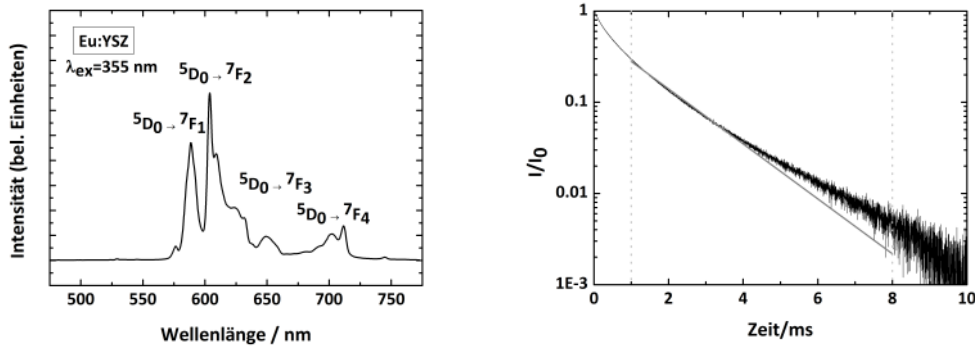 Eu:YSZ
λex=355 nm
5D0→ 7F2
5D0→ 7F1
5D0→ 7F3
5D0→ 7F4
Intensität (bel. Einheiten)
500 550 600 650 700 750
Wellenlänge / nm
1
0.1
0.01
1E-3
I/I0
0 2 4 6 8 10
Zeit/ms